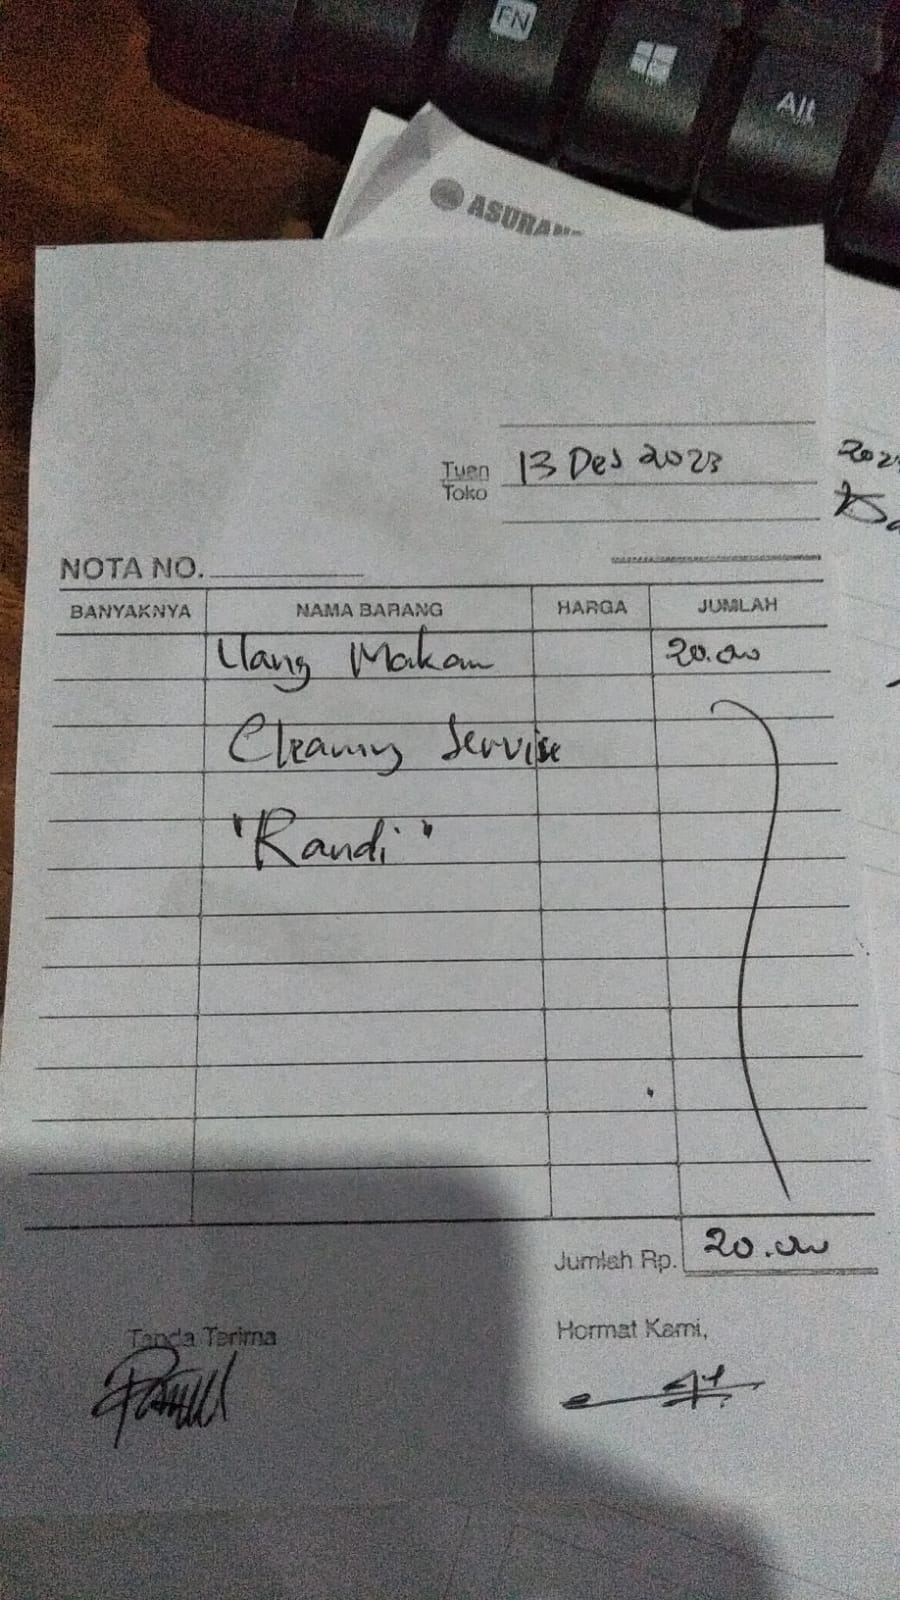 FN
Alt
ASURAN
Tuan
Toko
13 Des 2023
202
NOTA NO.
BANYAKNYA NAMA BARANG HARGA JUMLAH
Uang Makan 20.000
Cleaning Servise
"Randi"
Jumlah Rp. 20.000
Tanda Terima
Hormat Kami,